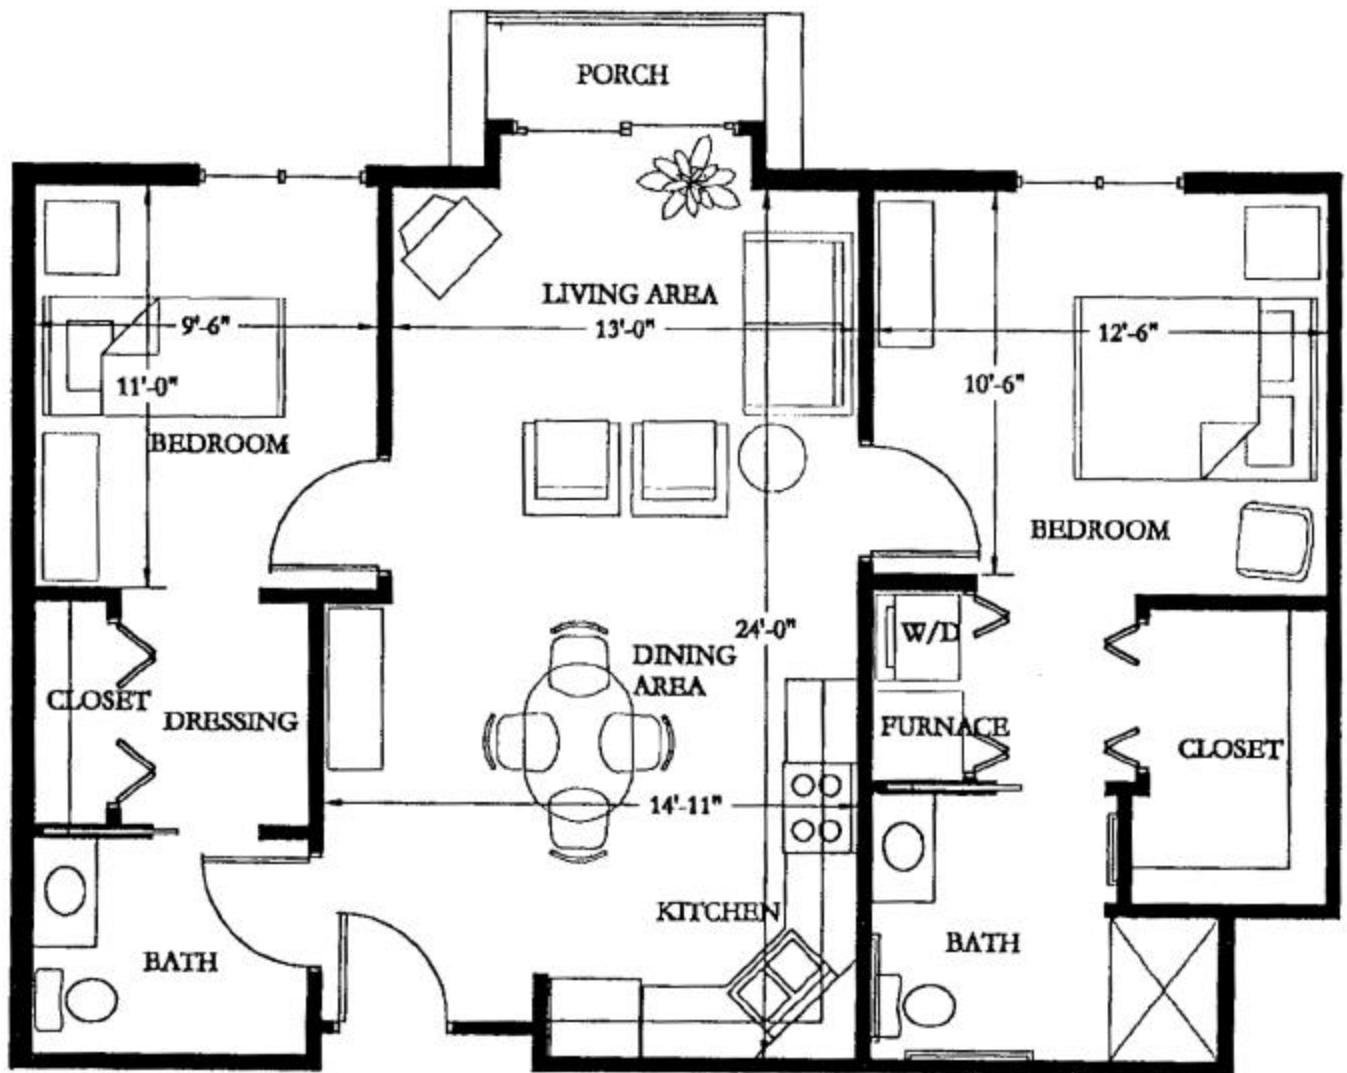 PORCH
LIVING AREA
9'-6"
13'-0"
12'-6"
11'-0"
10'-6"
BEDROOM
BEDROOM
24'-0"
W/D
DINING
AREA
CLOSET
DRESSING
FURNACE
CLOSET
14'-11"
KITCHEN
BATH
BATH